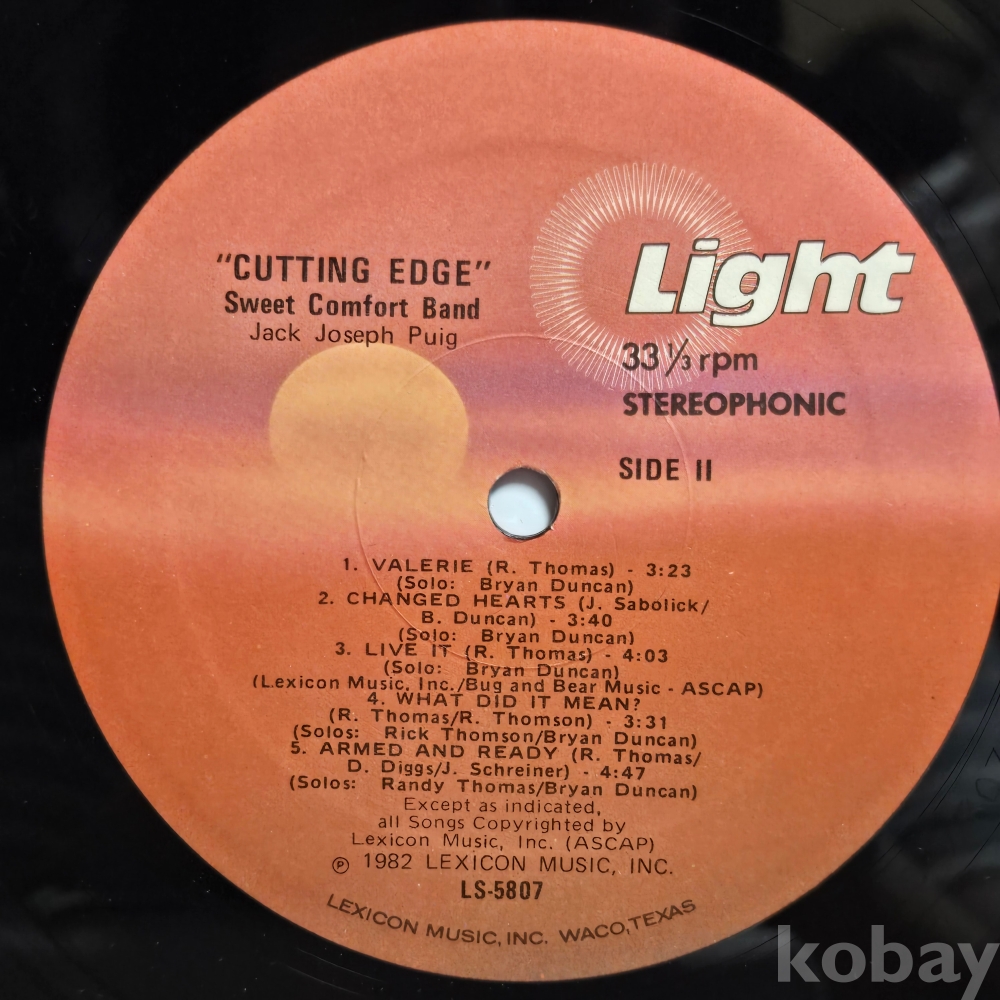 "CUTTING EDGE"
Sweet Comfort Band
Jack Joseph Puig
Light
33 1/3 rpm
STEREOPHONIC
SIDE II
1. VALERIE (R. Thomas) - 3:23
(Solo: Bryan Duncan)
2. CHANGED HEARTS (J. Sabolick/
B. Duncan) - 3:40
(Solo: Bryan Duncan)
3. LIVE IT (R. Thomas) - 4:03
(Solo: Bryan Duncan)
(Lexicon Music, Inc./Bug and Bear Music - ASCAP)
4. WHAT DID IT MEAN?
(R. Thomas/R. Thomson) - 3:31
(Solos: Rick Thomson/Bryan Duncan)
5. ARMED AND READY (R. Thomas/
D. Diggs/J. Schreiner) - 4:47
(Solos: Randy Thomas/Bryan Duncan)
Except as indicated,
all Songs Copyrighted by
Lexicon Music, Inc. (ASCAP)
℗ 1982 LEXICON MUSIC, INC.
LS-5807
LEXICON MUSIC, INC. WACO, TEXAS
kobay